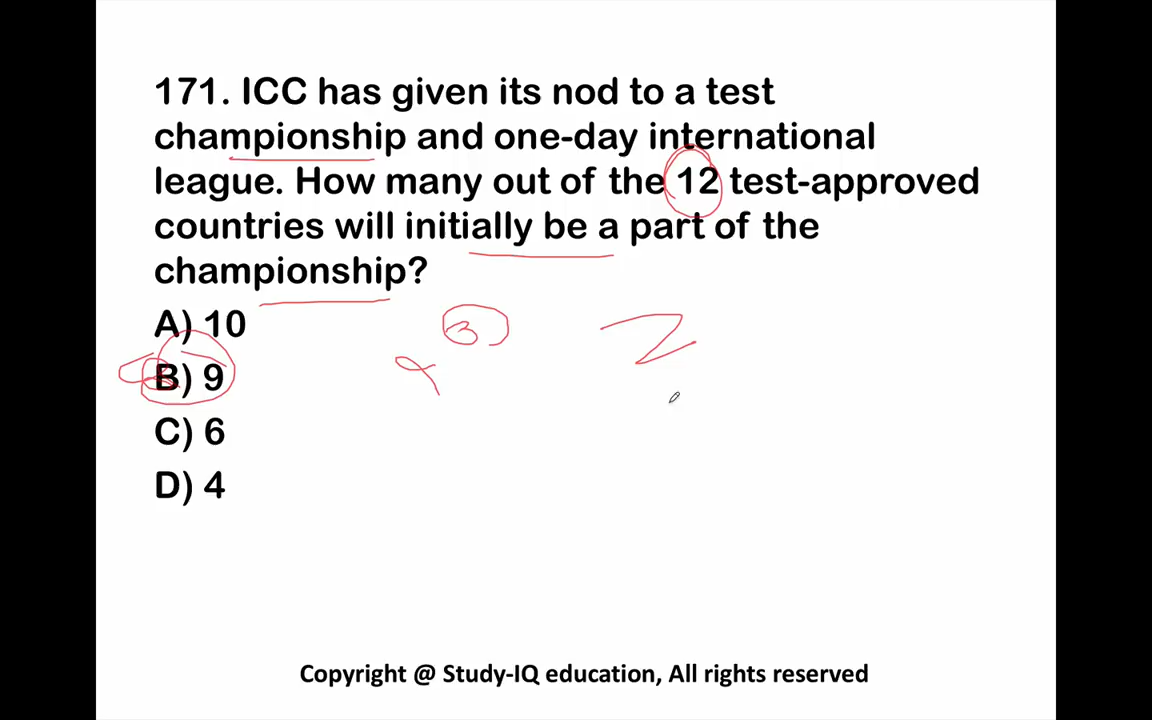 171. ICC has given its nod to a test
championship and one-day international
league. How many out of the 12 test-approved
countries will initially be a part of the
championship?
A) 10
3
B) 9
C) 6
D) 4
Copyright @ Study-IQ education, All rights reserved